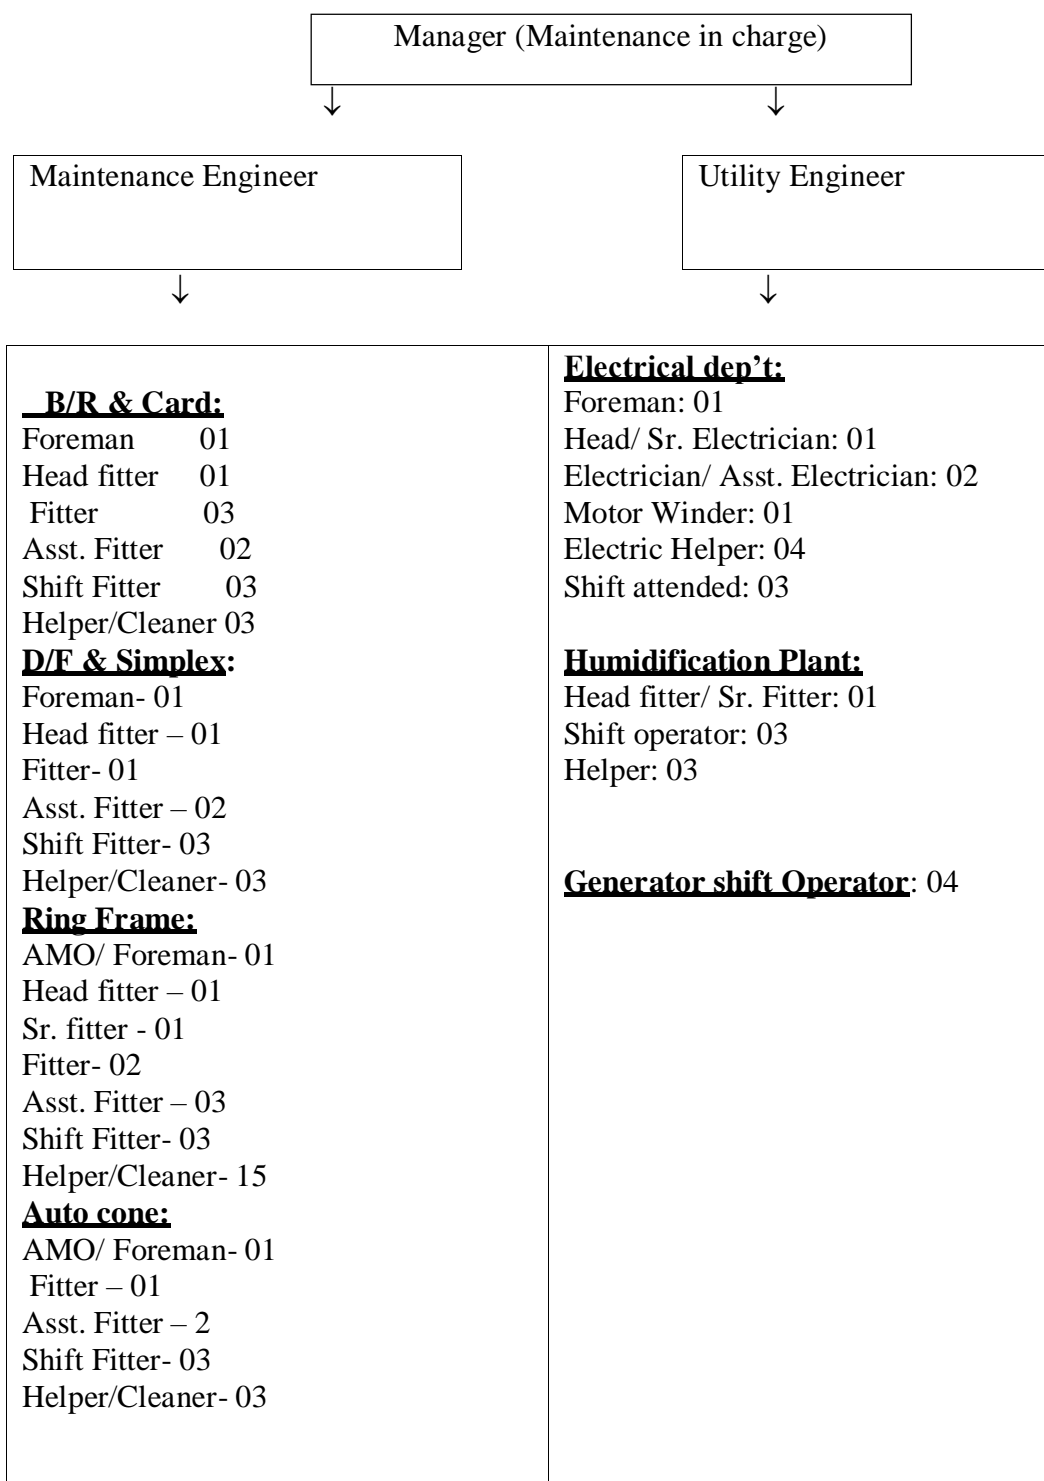 Manager (Maintenance in charge)
↓ ↓
Maintenance Engineer
Utility Engineer
↓ ↓
B/R & Card:
Foreman 01
Head fitter 01
Fitter 03
Asst. Fitter 02
Shift Fitter 03
Helper/Cleaner 03
D/F & Simplex:
Foreman- 01
Head fitter – 01
Fitter- 01
Asst. Fitter – 02
Shift Fitter- 03
Helper/Cleaner- 03
Ring Frame:
AMO/ Foreman- 01
Head fitter – 01
Sr. fitter - 01
Fitter- 02
Asst. Fitter – 03
Shift Fitter- 03
Helper/Cleaner- 15
Auto cone:
AMO/ Foreman- 01
Fitter – 01
Asst. Fitter – 2
Shift Fitter- 03
Helper/Cleaner- 03
Electrical dep’t:
Foreman: 01
Head/ Sr. Electrician: 01
Electrician/ Asst. Electrician: 02
Motor Winder: 01
Electric Helper: 04
Shift attended: 03
Humidification Plant:
Head fitter/ Sr. Fitter: 01
Shift operator: 03
Helper: 03
Generator shift Operator: 04